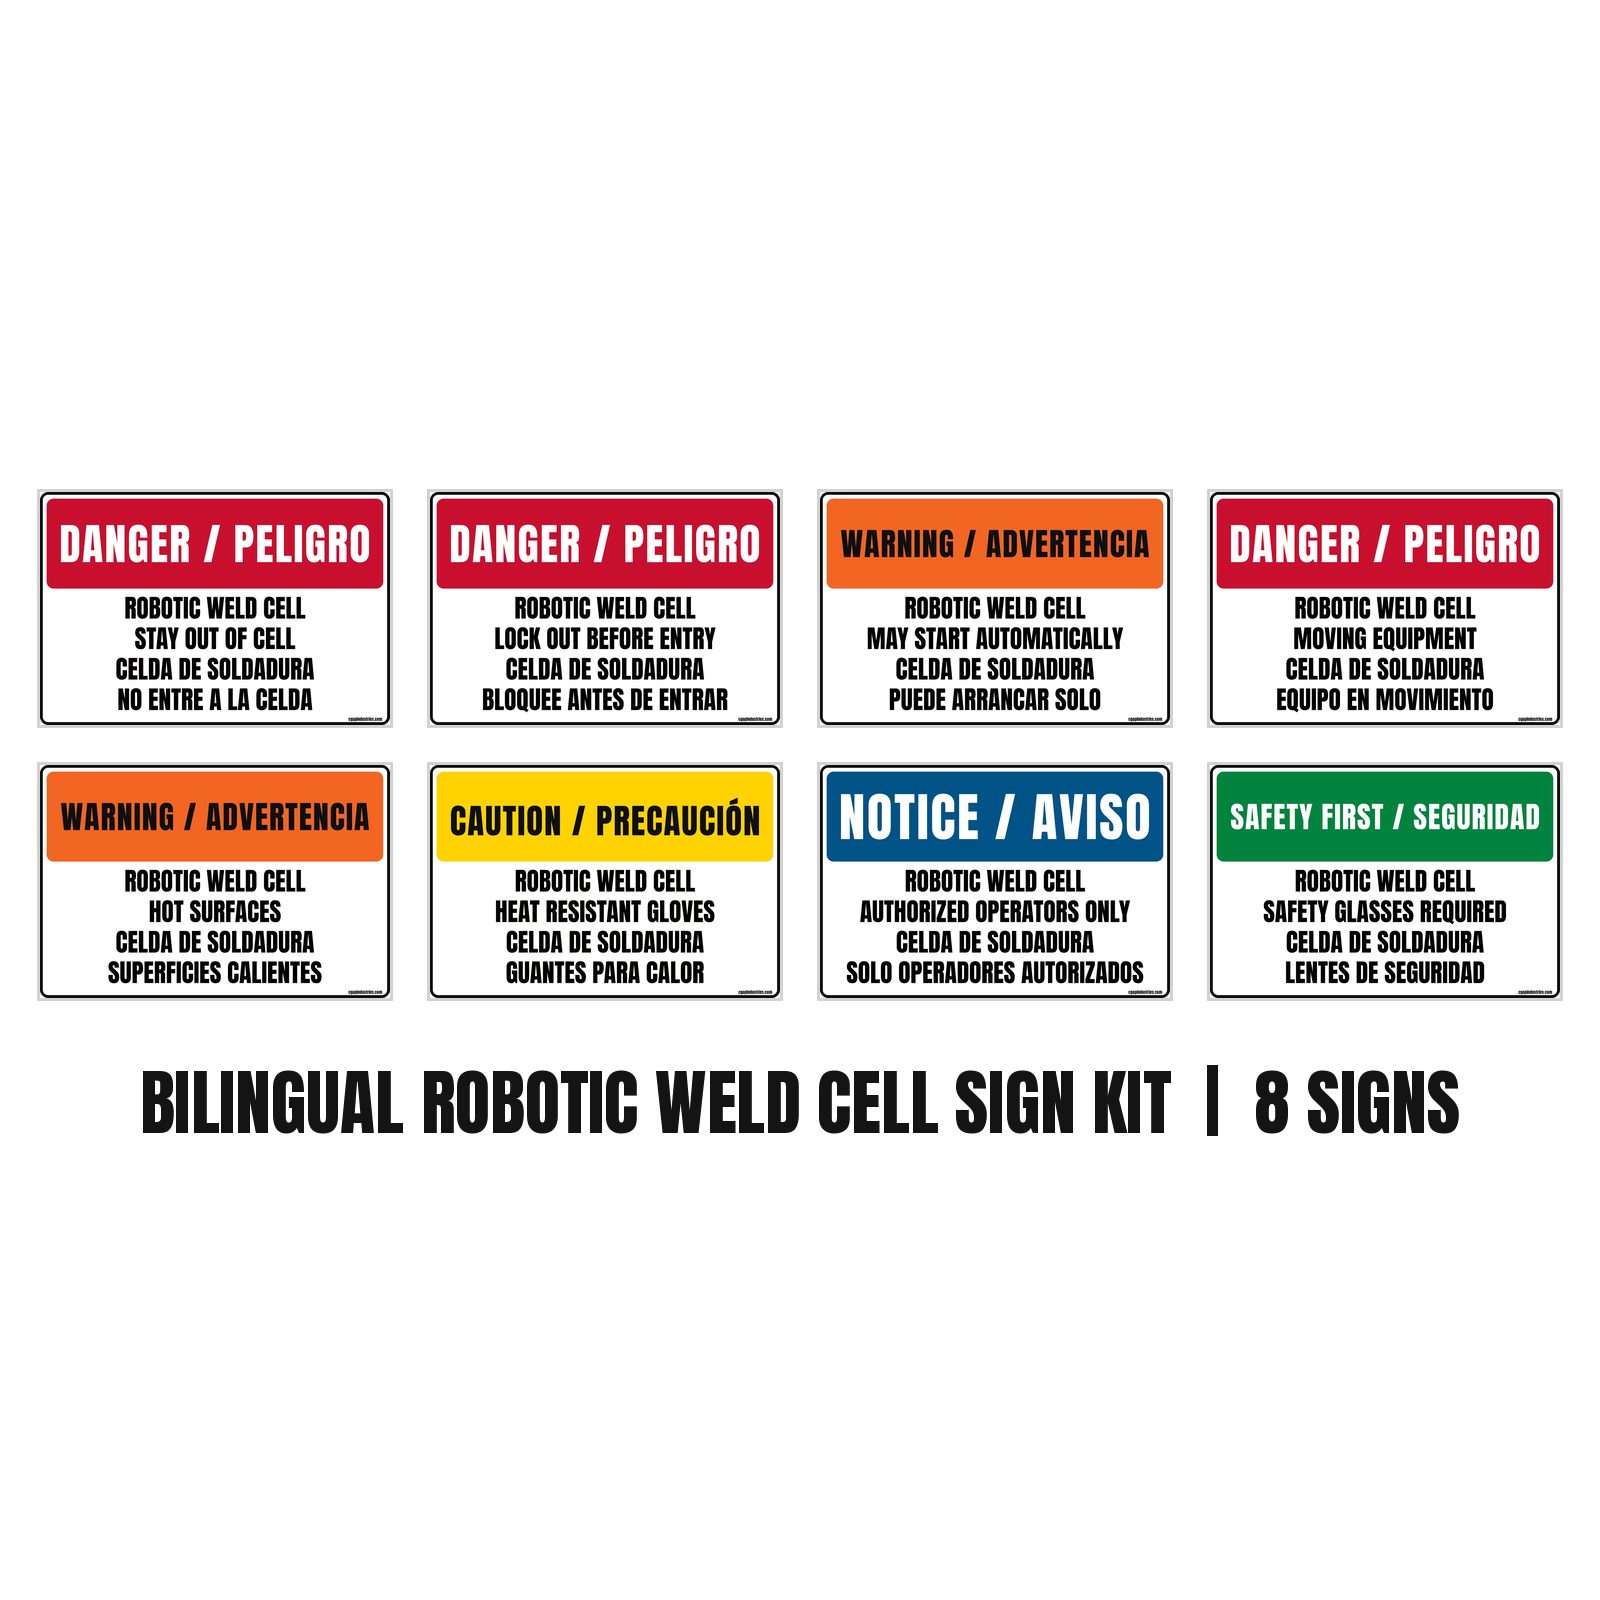 DANGER / PELIGRO
ROBOTIC WELD CELL
STAY OUT OF CELL
CELDA DE SOLDADURA
NO ENTRE A LA CELDA
DANGER / PELIGRO
ROBOTIC WELD CELL
LOCK OUT BEFORE ENTRY
CELDA DE SOLDADURA
BLOQUEE ANTES DE ENTRAR
WARNING / ADVERTENCIA
ROBOTIC WELD CELL
MAY START AUTOMATICALLY
CELDA DE SOLDADURA
PUEDE ARRANCAR SOLO
DANGER / PELIGRO
ROBOTIC WELD CELL
MOVING EQUIPMENT
CELDA DE SOLDADURA
EQUIPO EN MOVIMIENTO
WARNING / ADVERTENCIA
ROBOTIC WELD CELL
HOT SURFACES
CELDA DE SOLDADURA
SUPERFICIES CALIENTES
CAUTION / PRECAUCIÓN
ROBOTIC WELD CELL
HEAT RESISTANT GLOVES
CELDA DE SOLDADURA
GUANTES PARA CALOR
NOTICE / AVISO
ROBOTIC WELD CELL
AUTHORIZED OPERATORS ONLY
CELDA DE SOLDADURA
SOLO OPERADORES AUTORIZADOS
SAFETY FIRST / SEGURIDAD
ROBOTIC WELD CELL
SAFETY GLASSES REQUIRED
CELDA DE SOLDADURA
LENTES DE SEGURIDAD
BILINGUAL ROBOTIC WELD CELL SIGN KIT | 8 SIGNS